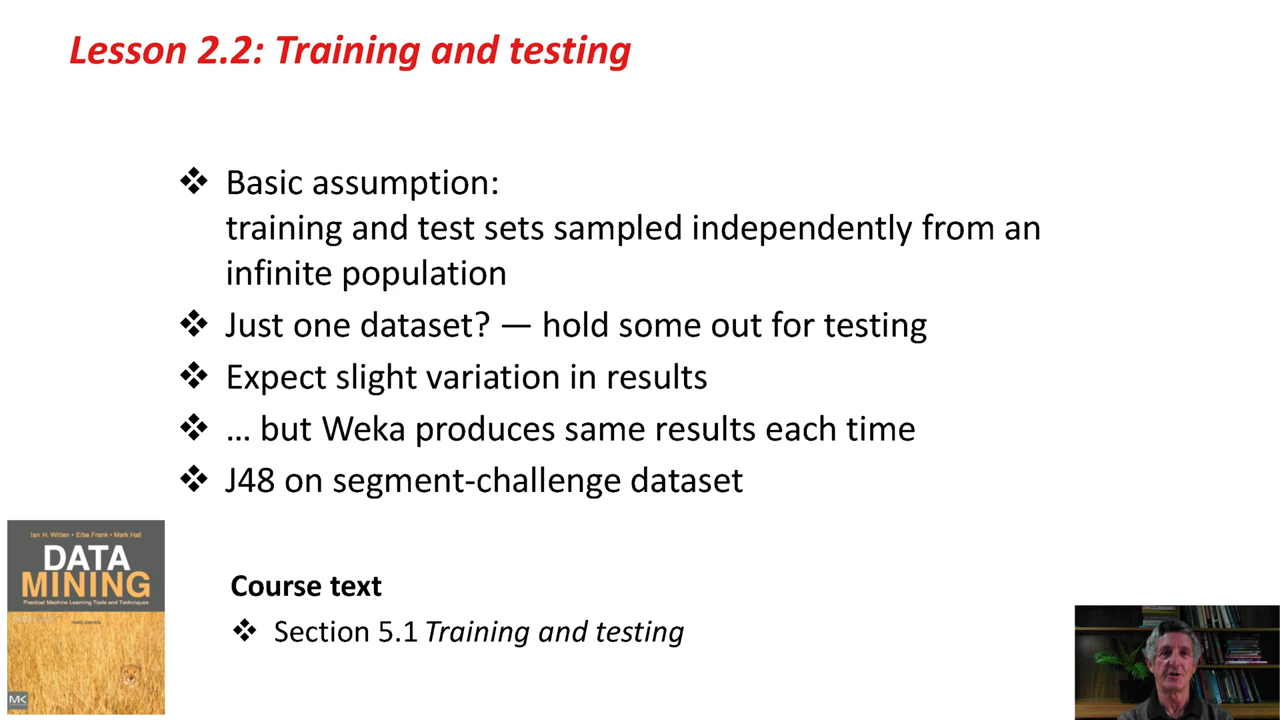 Lesson 2.2: Training and testing
❖ Basic assumption:
training and test sets sampled independently from an
infinite population
❖ Just one dataset? — hold some out for testing
❖ Expect slight variation in results
❖ … but Weka produces same results each time
❖ J48 on segment-challenge dataset
Ian H. Witten • Eibe Frank • Mark Hall
DATA
MINING
Practical Machine Learning Tools and Techniques
THIRD EDITION
MK
Course text
❖ Section 5.1 Training and testing